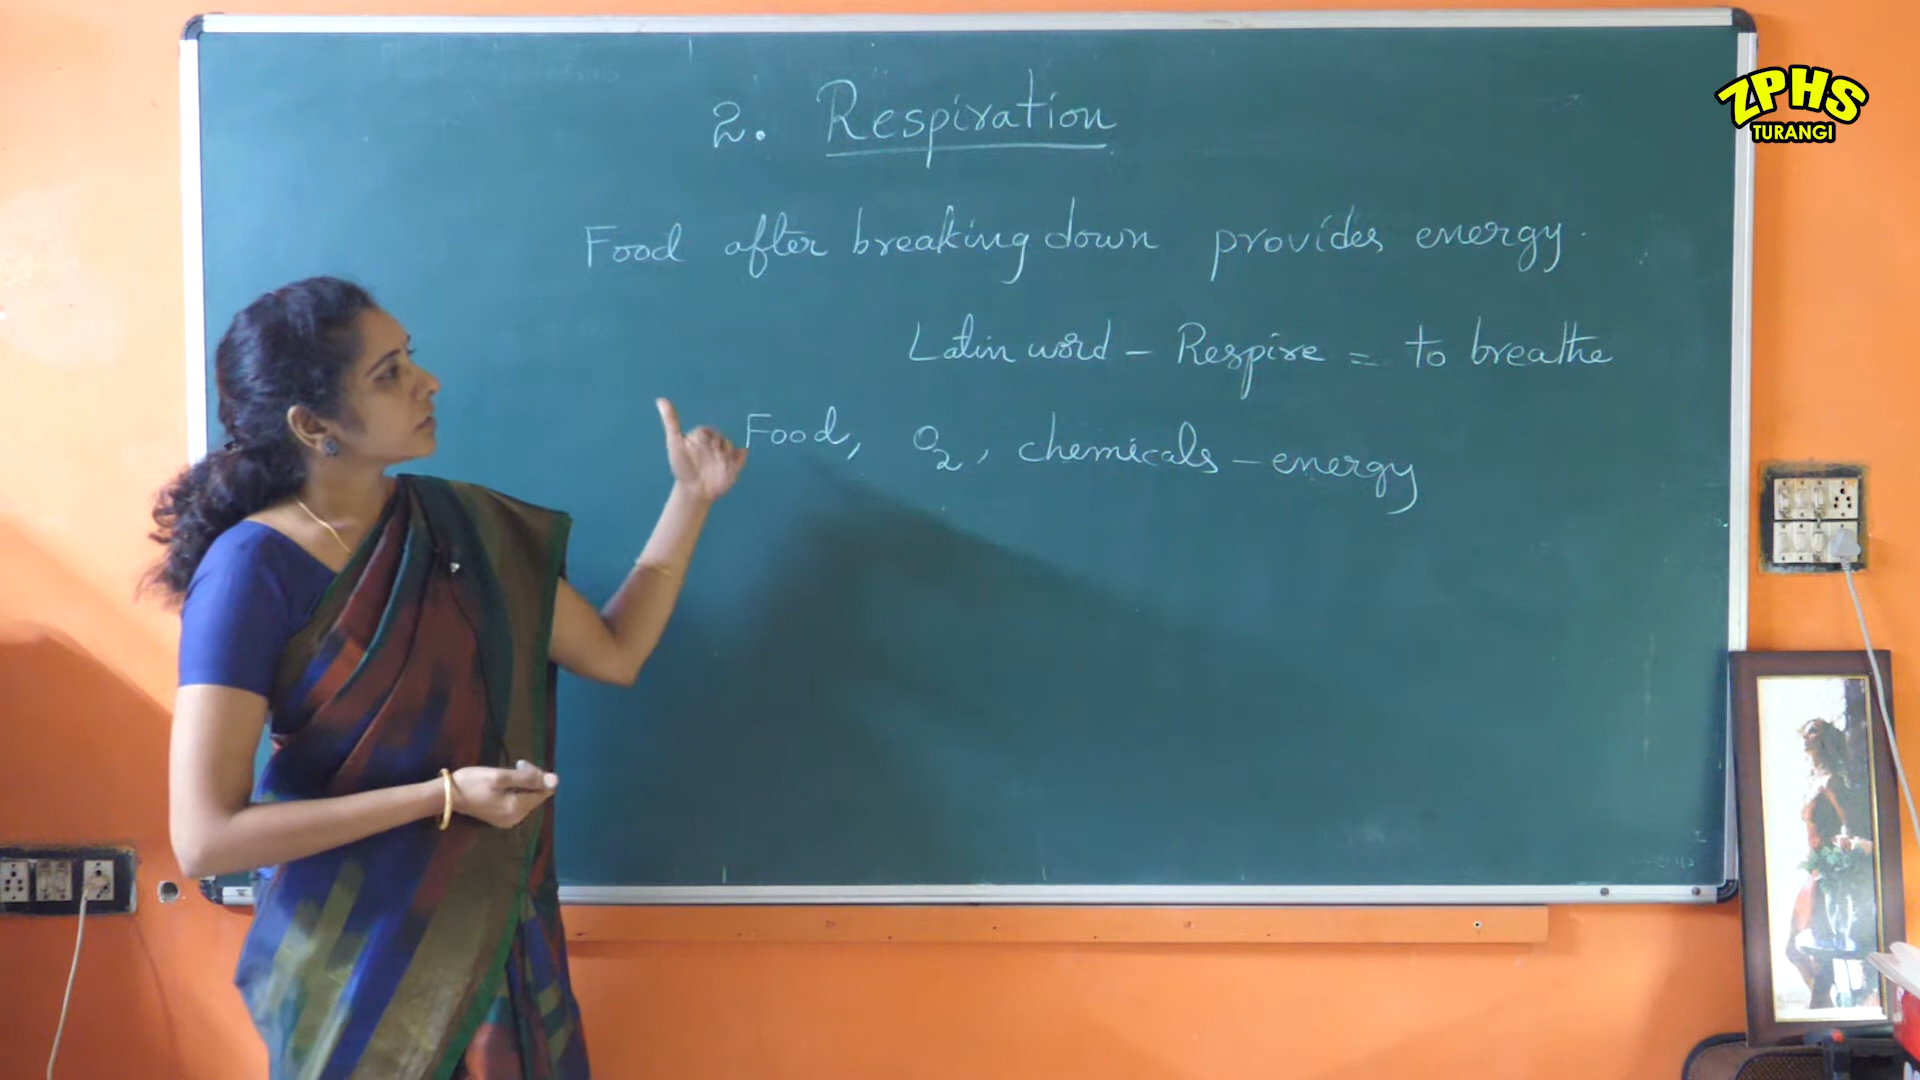 2. Respiration
Food after breaking down provides energy.
Latin word - Respire = to breathe
Food, O2, chemicals - energy
ZPHS
TURANGI